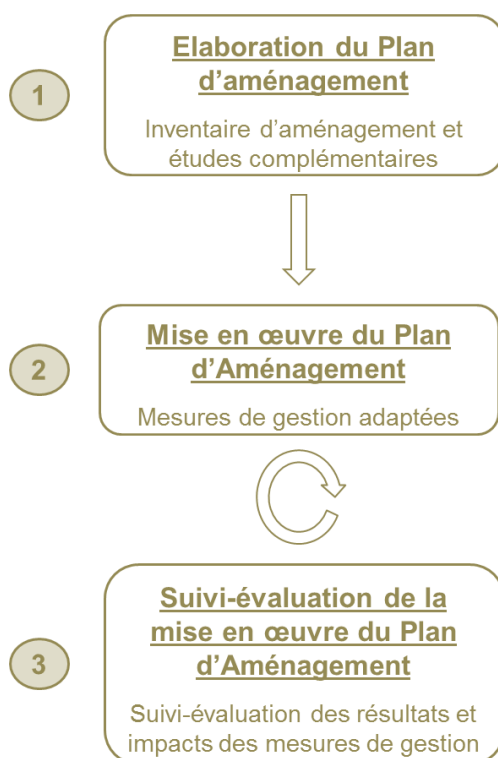 1
Elaboration du Plan
d'aménagement
Inventaire d'aménagement et
études complémentaires
2
Mise en œuvre du Plan
d'Aménagement
Mesures de gestion adaptées
3
Suivi-évaluation de la
mise en œuvre du Plan
d'Aménagement
Suivi-évaluation des résultats et
impacts des mesures de gestion